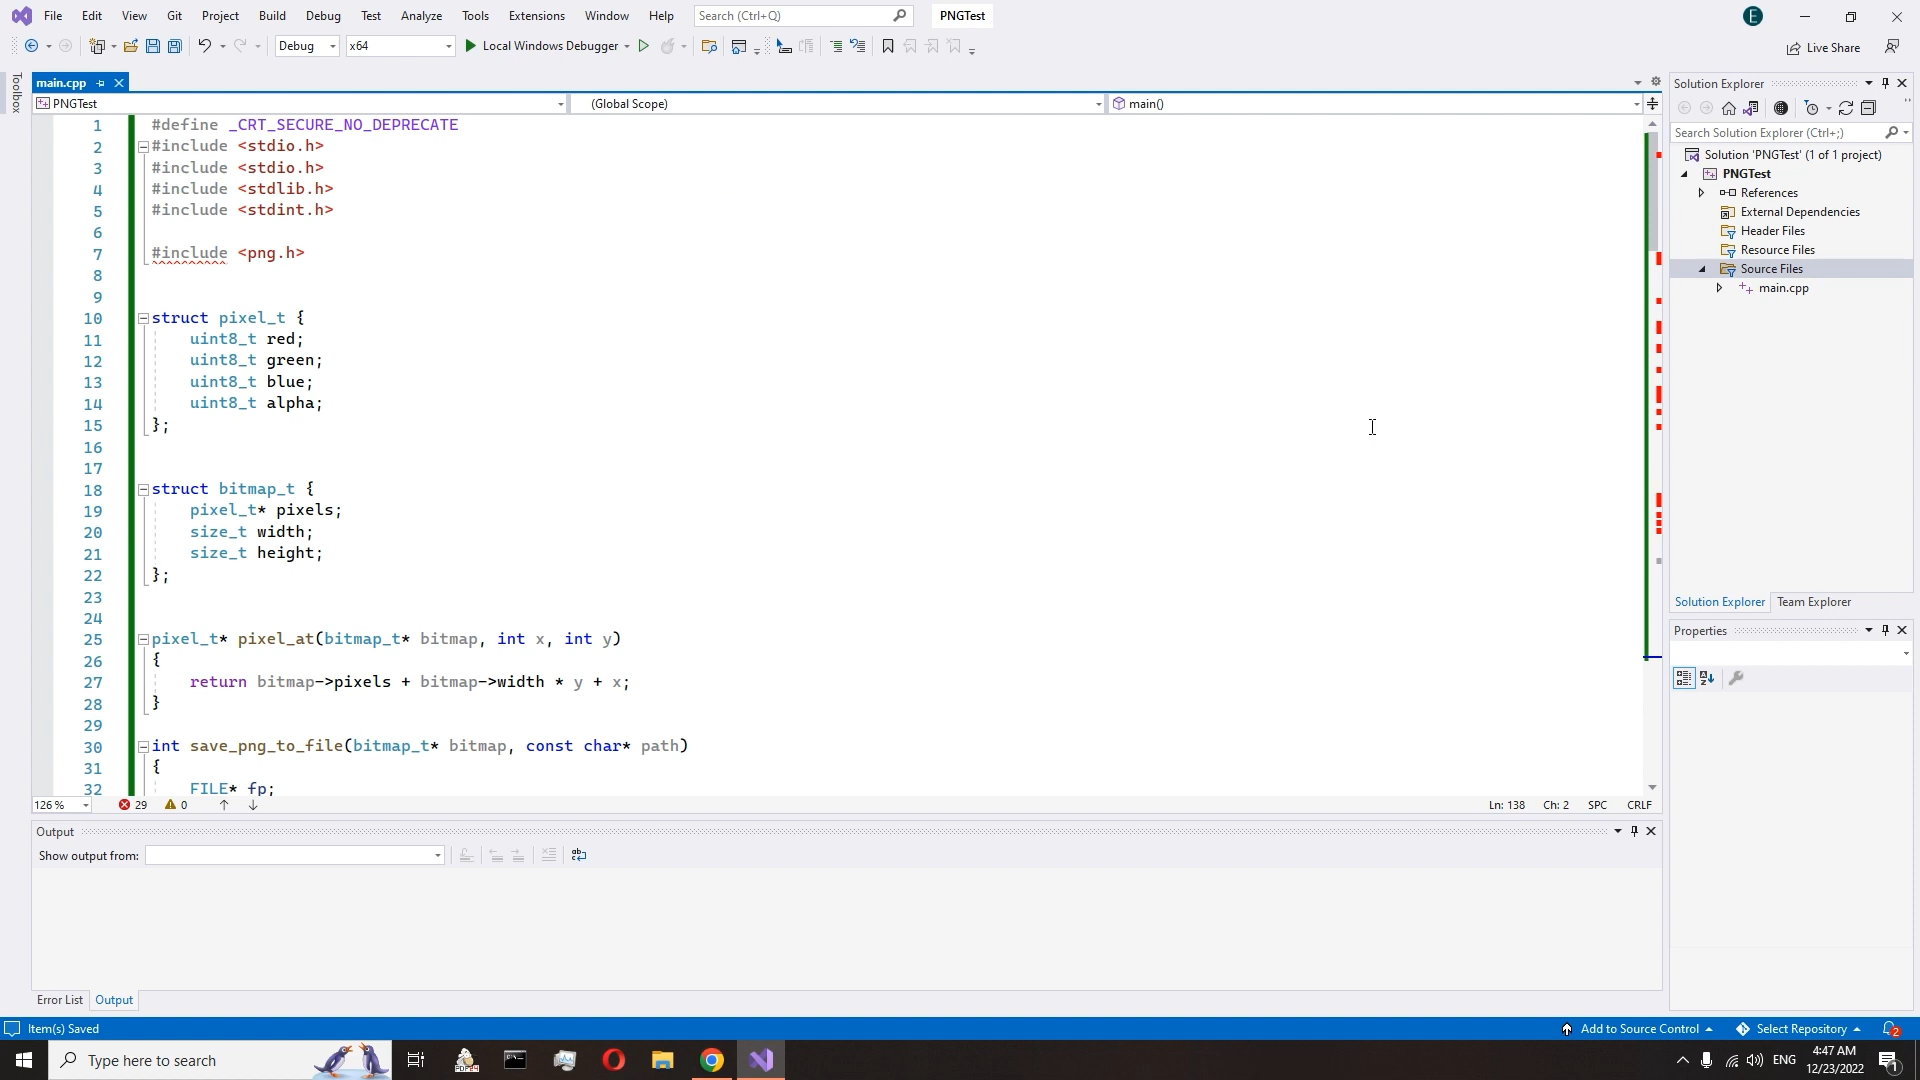 File Edit View Git Project Build Debug Test Analyze Tools Extensions Window Help Search (Ctrl+Q) PNGTest E
Debug x64 Local Windows Debugger Live Share
Toolbox
main.cpp
PNGTest (Global Scope) main()
1 #define _CRT_SECURE_NO_DEPRECATE
2 #include <stdio.h>
3 #include <stdio.h>
4 #include <stdlib.h>
5 #include <stdint.h>
6
7 #include <png.h>
8
9
10 struct pixel_t {
11 uint8_t red;
12 uint8_t green;
13 uint8_t blue;
14 uint8_t alpha;
15 };
16
17
18 struct bitmap_t {
19 pixel_t* pixels;
20 size_t width;
21 size_t height;
22 };
23
24
25 pixel_t* pixel_at(bitmap_t* bitmap, int x, int y)
26 {
27 return bitmap->pixels + bitmap->width * y + x;
28 }
29
30 int save_png_to_file(bitmap_t* bitmap, const char* path)
31 {
32 FILE* fp;
126 % 29 0 Ln: 138 Ch: 2 SPC CRLF
Output
Show output from:
Error List Output
Solution Explorer
Search Solution Explorer (Ctrl+;)
Solution 'PNGTest' (1 of 1 project)
PNGTest
References
External Dependencies
Header Files
Resource Files
Source Files
main.cpp
Solution Explorer Team Explorer
Properties
Item(s) Saved Add to Source Control Select Repository 2
Type here to search ENG 4:47 AM
12/23/2022 1